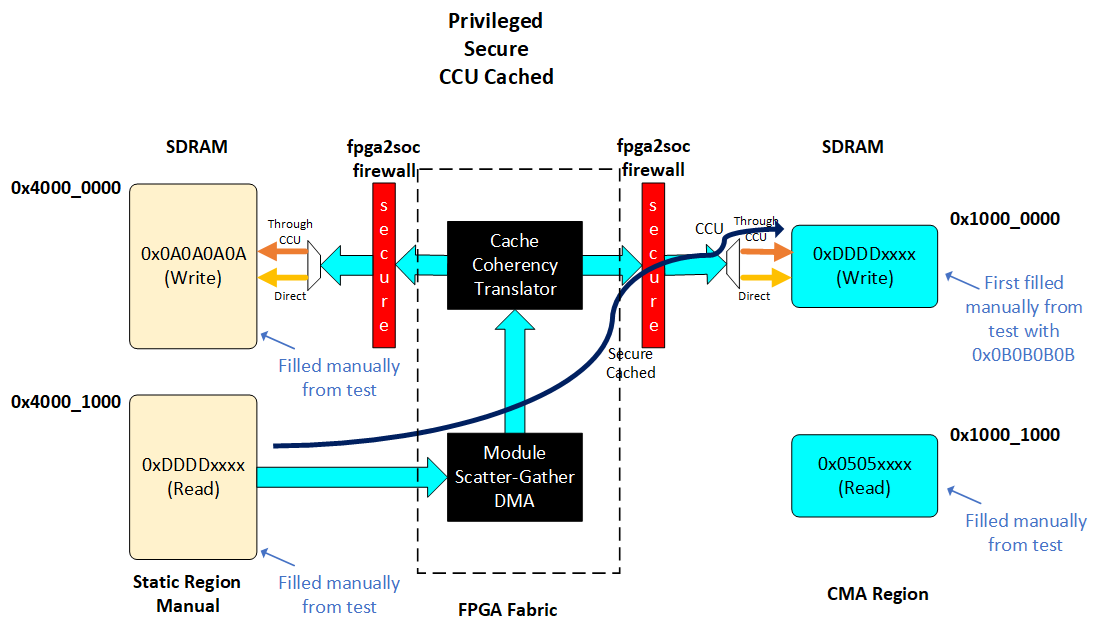 Privileged
Secure
CCU Cached
SDRAM
fpga2soc
firewall
fpga2soc
firewall
SDRAM
0x4000_0000
0x0A0A0A0A
(Write)
Through
CCU
Direct
secure
Cache
Coherency
Translator
secure
CCU
Through
CCU
Direct
0xDDDDxxxx
(Write)
0x1000_0000
First filled
manually from
test with
0x0B0B0B0B
Filled manually
from test
Secure
Cached
0x4000_1000
0xDDDDxxxx
(Read)
Module
Scatter-Gather
DMA
0x0505xxxx
(Read)
0x1000_1000
Filled manually
from test
Filled manually
from test
Static Region
Manual
FPGA Fabric
CMA Region